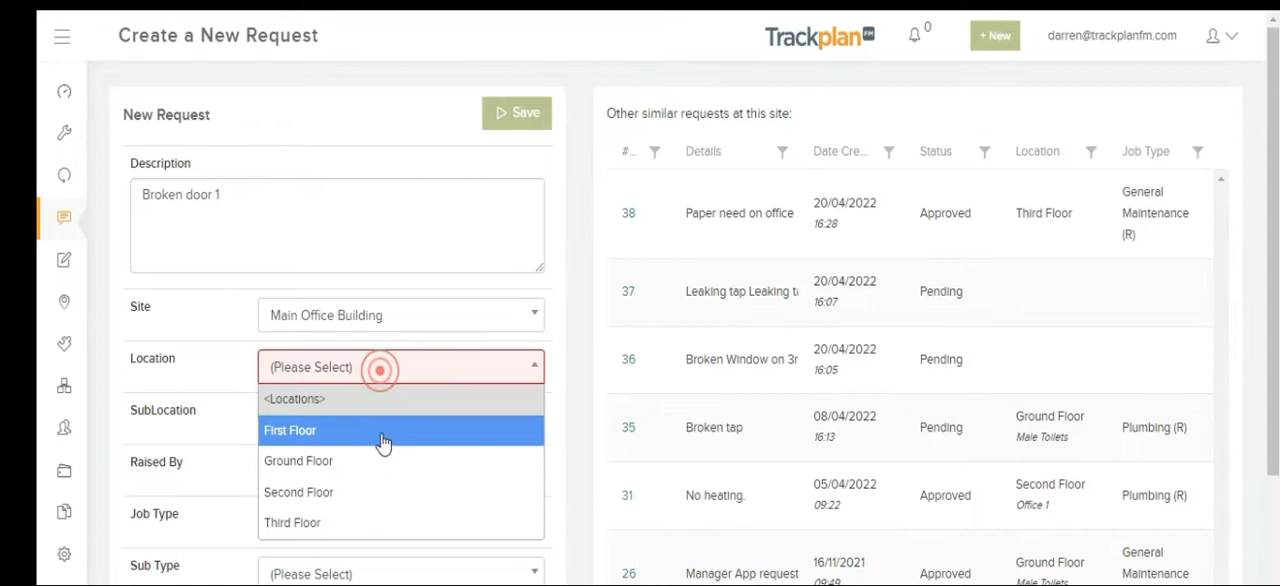 Create a New Request
Trackplan FM
0
+ New
darren@trackplanfm.com
New Request
Save
Description
Broken door 1
Site
Main Office Building
Location
(Please Select)
<Locations>
First Floor
Ground Floor
Second Floor
Third Floor
SubLocation
Raised By
Job Type
Sub Type
(Please Select)
Other similar requests at this site:
#... Details Date Cre... Status Location Job Type
38 Paper need on office 20/04/2022 16:28 Approved Third Floor General Maintenance (R)
37 Leaking tap Leaking ta 20/04/2022 16:07 Pending
36 Broken Window on 3r 20/04/2022 16:05 Pending
35 Broken tap 08/04/2022 16:13 Pending Ground Floor Male Toilets Plumbing (R)
31 No heating. 05/04/2022 09:22 Approved Second Floor Office 1 Plumbing (R)
26 Manager App request 16/11/2021 09:49 Approved Ground Floor Male Toilets General Maintenance